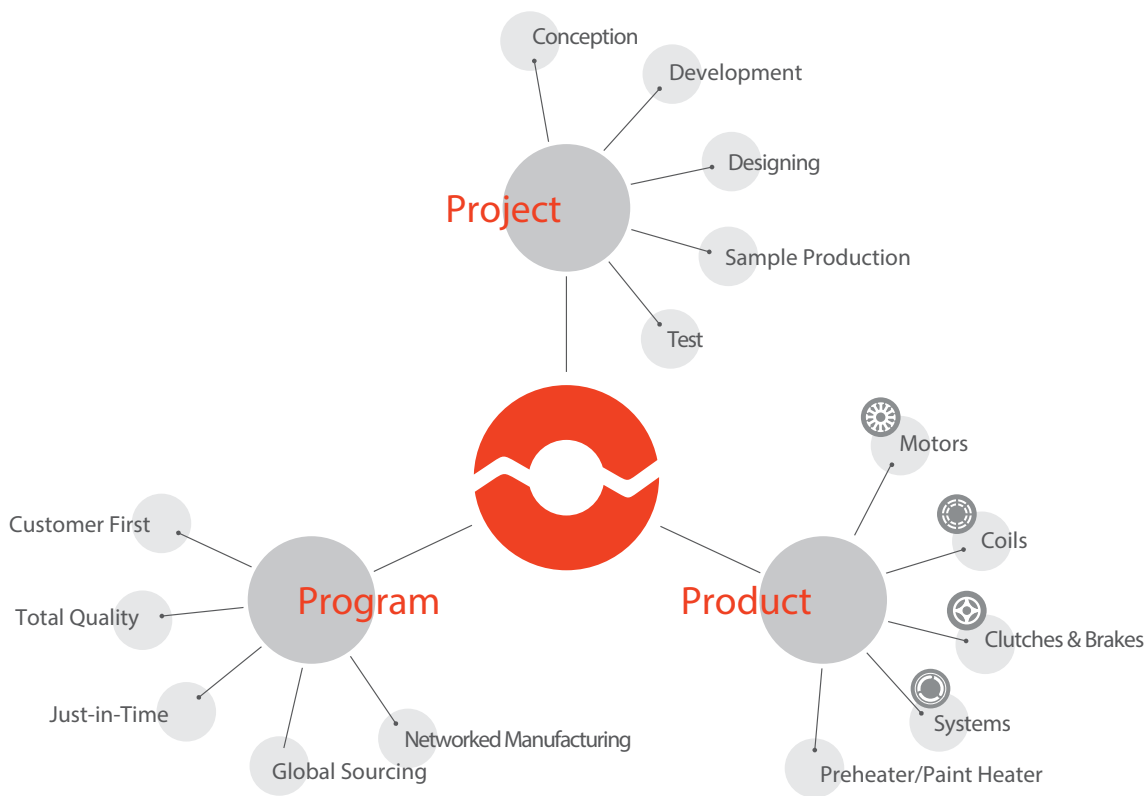 Conception
Development
Designing
Project
Sample Production
Test
Motors
Customer First
Coils
Program
Product
Total Quality
Clutches & Brakes
Just-in-Time
Systems
Networked Manufacturing
Global Sourcing
Preheater/Paint Heater